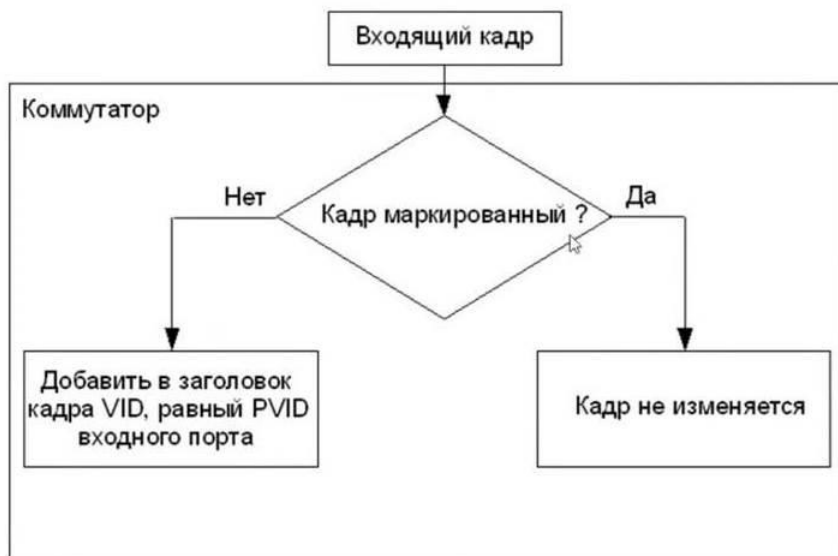 Входящий кадр
Коммутатор
Нет
Кадр маркированный ?
Да
Добавить в заголовок
кадра VID, равный PVID
входного порта
Кадр не изменяется